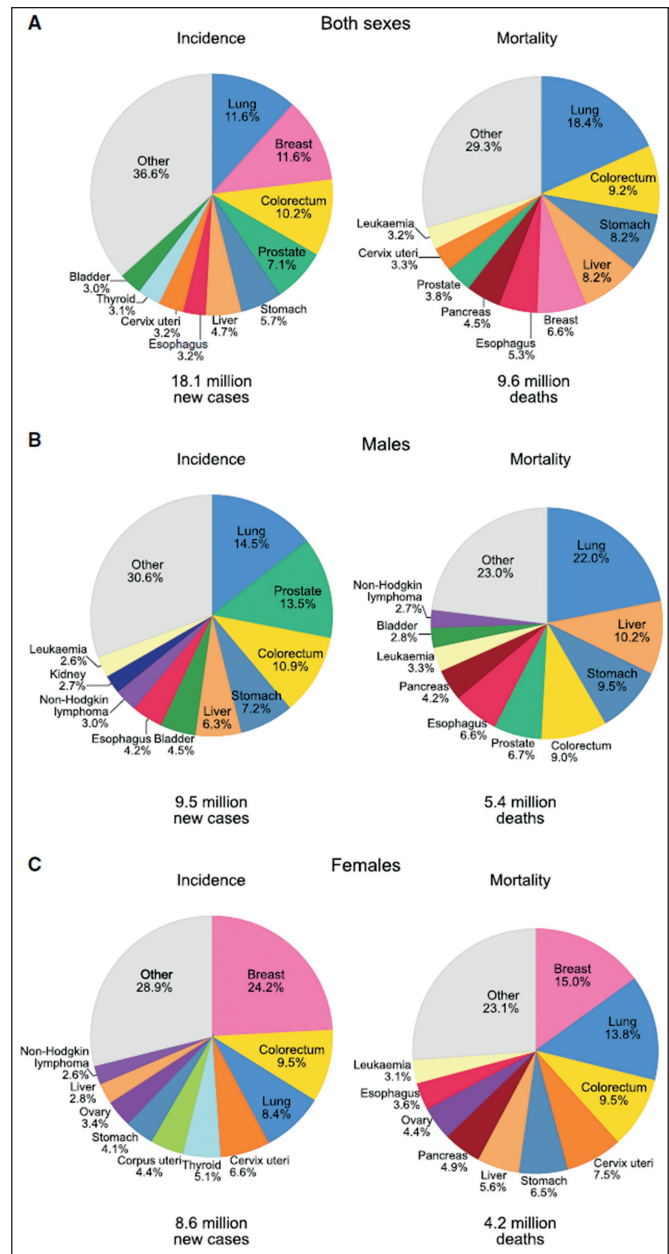 A
Both sexes
Incidence
Mortality
Lung
11.6%
Breast
11.6%
Colorectum
10.2%
Prostate
7.1%
Stomach
5.7%
Liver
4.7%
Esophagus
3.2%
Cervix uteri
3.2%
Thyroid
3.1%
Bladder
3.0%
Other
36.6%
18.1 million
new cases
Lung
18.4%
Colorectum
9.2%
Stomach
8.2%
Liver
8.2%
Breast
6.6%
Esophagus
5.3%
Pancreas
4.5%
Prostate
3.8%
Cervix uteri
3.3%
Leukaemia
3.2%
Other
29.3%
9.6 million
deaths
B
Males
Incidence
Mortality
Lung
14.5%
Prostate
13.5%
Colorectum
10.9%
Stomach
7.2%
Liver
6.3%
Bladder
4.5%
Esophagus
4.2%
Non-Hodgkin
lymphoma
3.0%
Kidney
2.7%
Leukaemia
2.6%
Other
30.6%
9.5 million
new cases
Lung
22.0%
Liver
10.2%
Stomach
9.5%
Colorectum
9.0%
Prostate
6.7%
Esophagus
6.6%
Pancreas
4.2%
Leukaemia
3.3%
Bladder
2.8%
Non-Hodgkin
lymphoma
2.7%
Other
23.0%
5.4 million
deaths
C
Females
Incidence
Mortality
Breast
24.2%
Colorectum
9.5%
Lung
8.4%
Cervix uteri
6.6%
Thyroid
5.1%
Corpus uteri
4.4%
Stomach
4.1%
Ovary
3.4%
Liver
2.8%
Non-Hodgkin
lymphoma
2.6%
Other
28.9%
8.6 million
new cases
Breast
15.0%
Lung
13.8%
Colorectum
9.5%
Cervix uteri
7.5%
Stomach
6.5%
Liver
5.6%
Pancreas
4.9%
Ovary
4.4%
Esophagus
3.6%
Leukaemia
3.1%
Other
23.1%
4.2 million
deaths